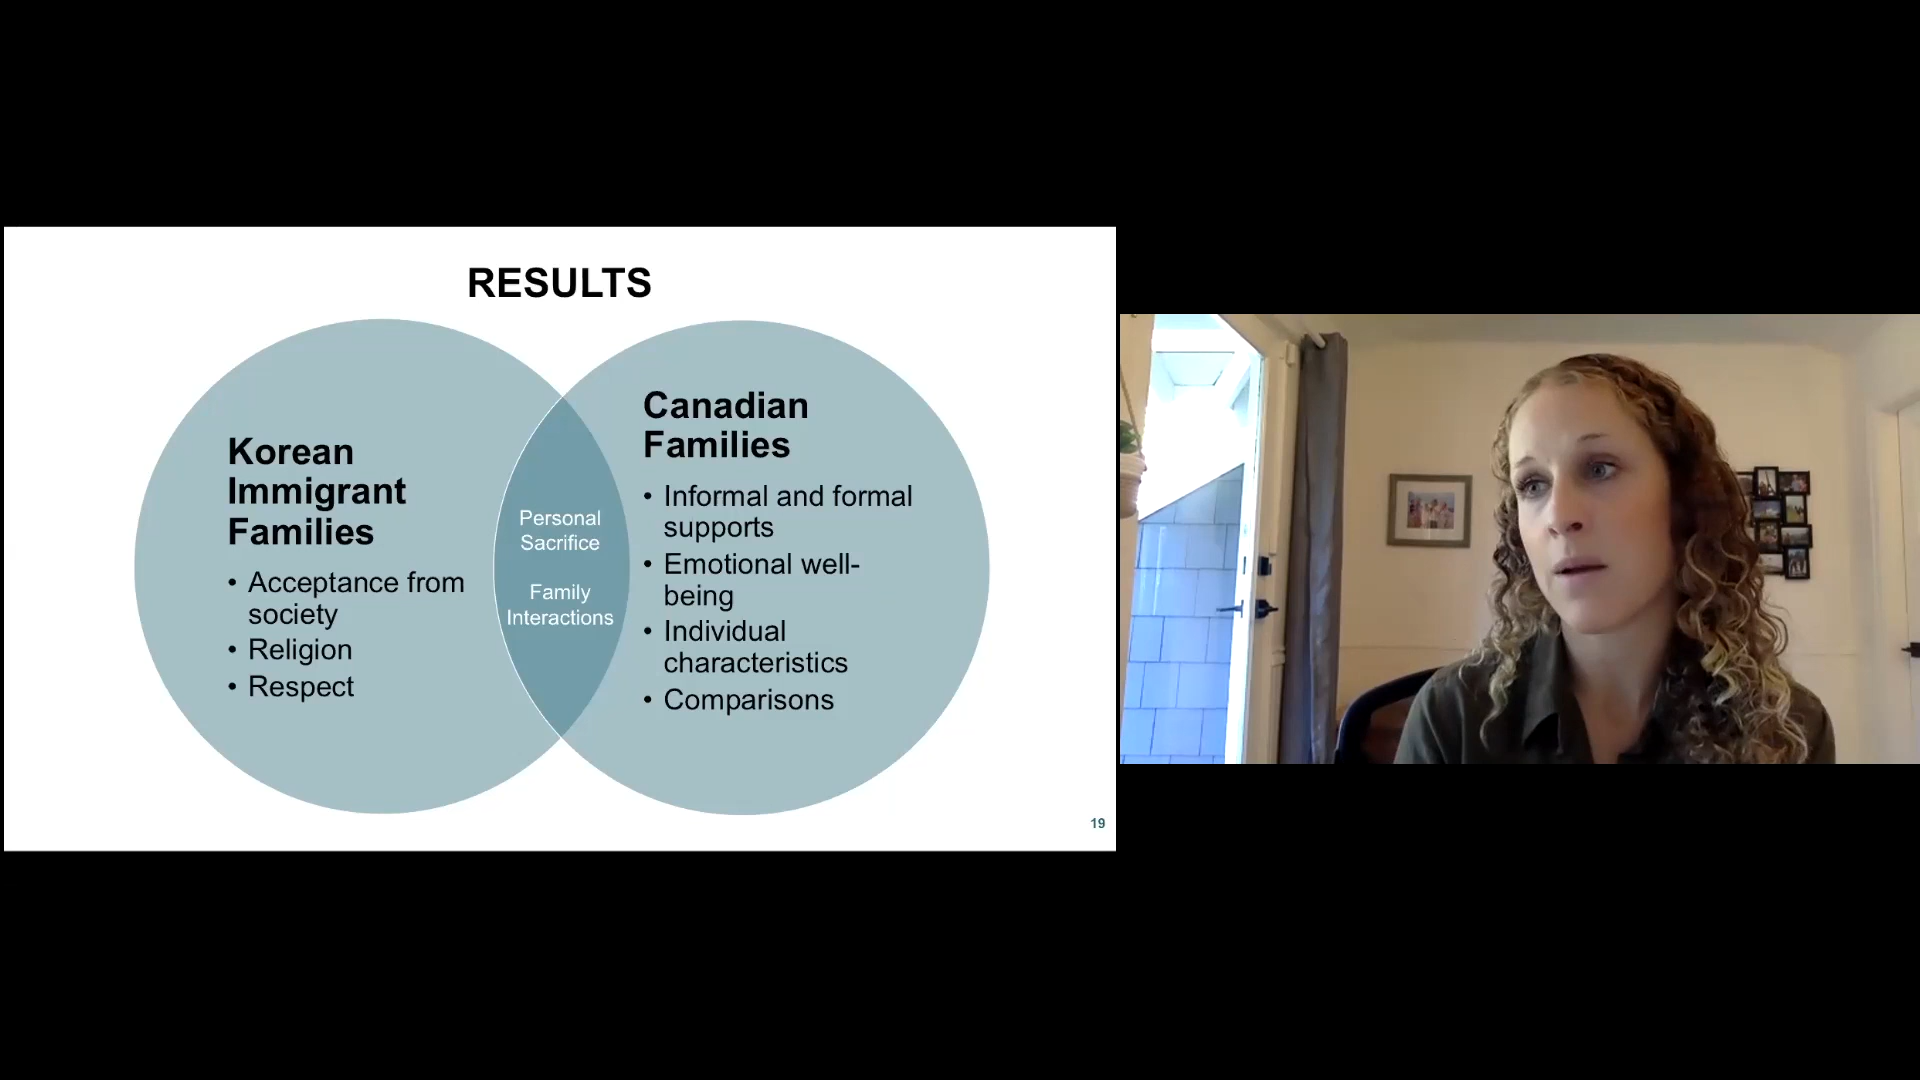 RESULTS
Korean
Immigrant
Families
• Acceptance from
society
• Religion
• Respect
Personal
Sacrifice
Family
Interactions
Canadian
Families
• Informal and formal
supports
• Emotional well-
being
• Individual
characteristics
• Comparisons
19